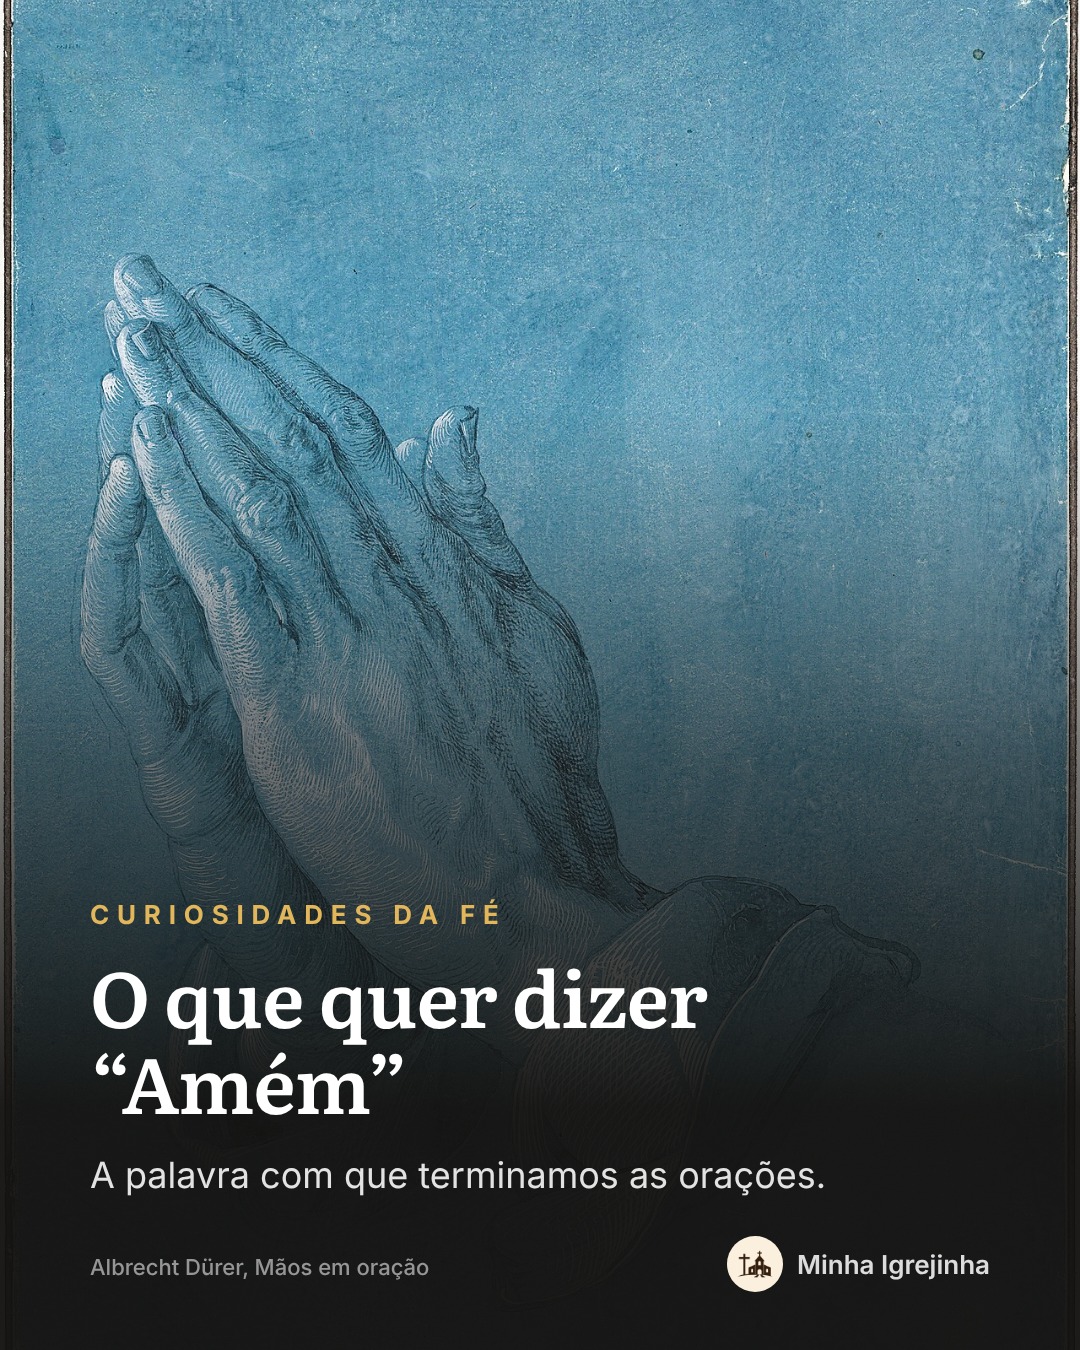 CURIOSIDADES DA FÉ
O que quer dizer
“Amém”
A palavra com que terminamos as orações.
Albrecht Dürer, Mãos em oração
Minha Igrejinha